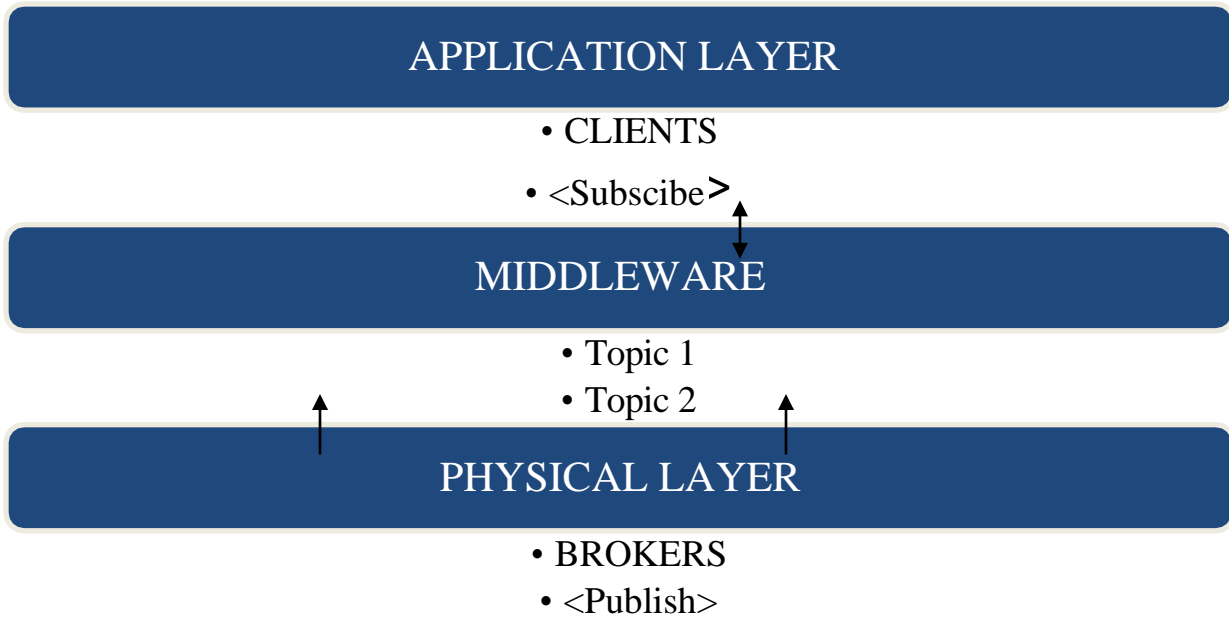 APPLICATION LAYER
• CLIENTS
• <Subscibe>
MIDDLEWARE
• Topic 1
• Topic 2
PHYSICAL LAYER
• BROKERS
• <Publish>